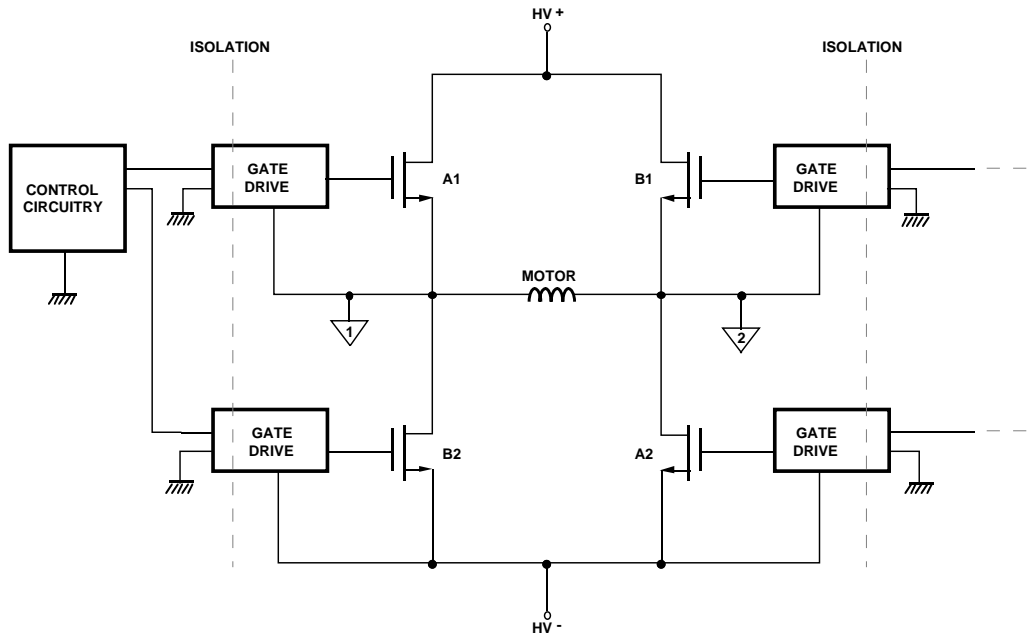 HV +
ISOLATION
ISOLATION
CONTROL
CIRCUITRY
GATE
DRIVE
A1
B1
GATE
DRIVE
MOTOR
1
2
GATE
DRIVE
B2
A2
GATE
DRIVE
HV -